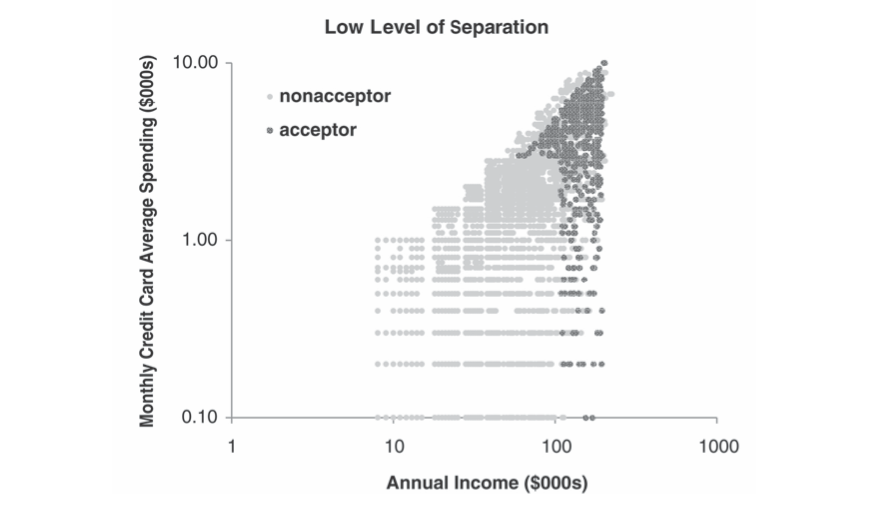 Low Level of Separation
Monthly Credit Card Average Spending ($000s)
10.00
1.00
0.10
nonacceptor
acceptor
1
10
100
1000
Annual Income ($000s)